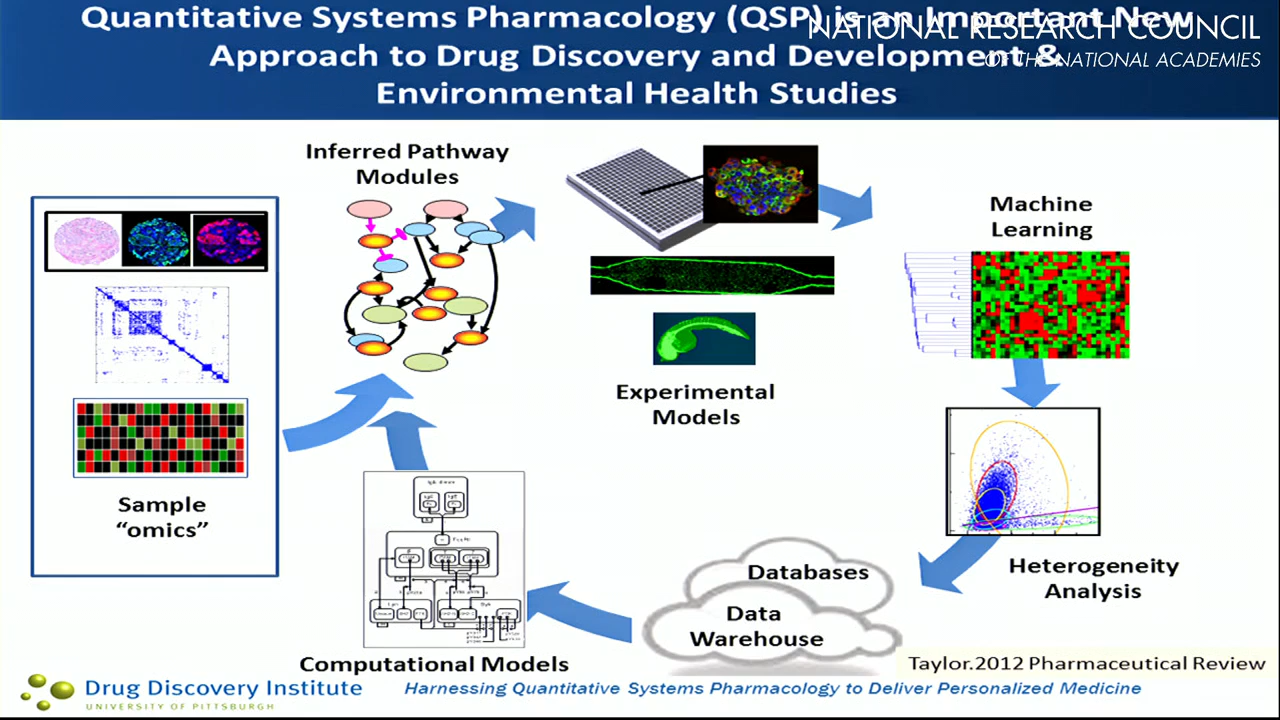 Quantitative Systems Pharmacology (QSP) is an Important New
Approach to Drug Discovery and Development &
Environmental Health Studies
NATIONAL RESEARCH COUNCIL
OF THE NATIONAL ACADEMIES
Inferred Pathway
Modules
Machine
Learning
Experimental
Models
Sample
“omics”
Heterogeneity
Analysis
Databases
Data
Warehouse
Computational Models
Taylor.2012 Pharmaceutical Review
Drug Discovery Institute
UNIVERSITY OF PITTSBURGH
Harnessing Quantitative Systems Pharmacology to Deliver Personalized Medicine